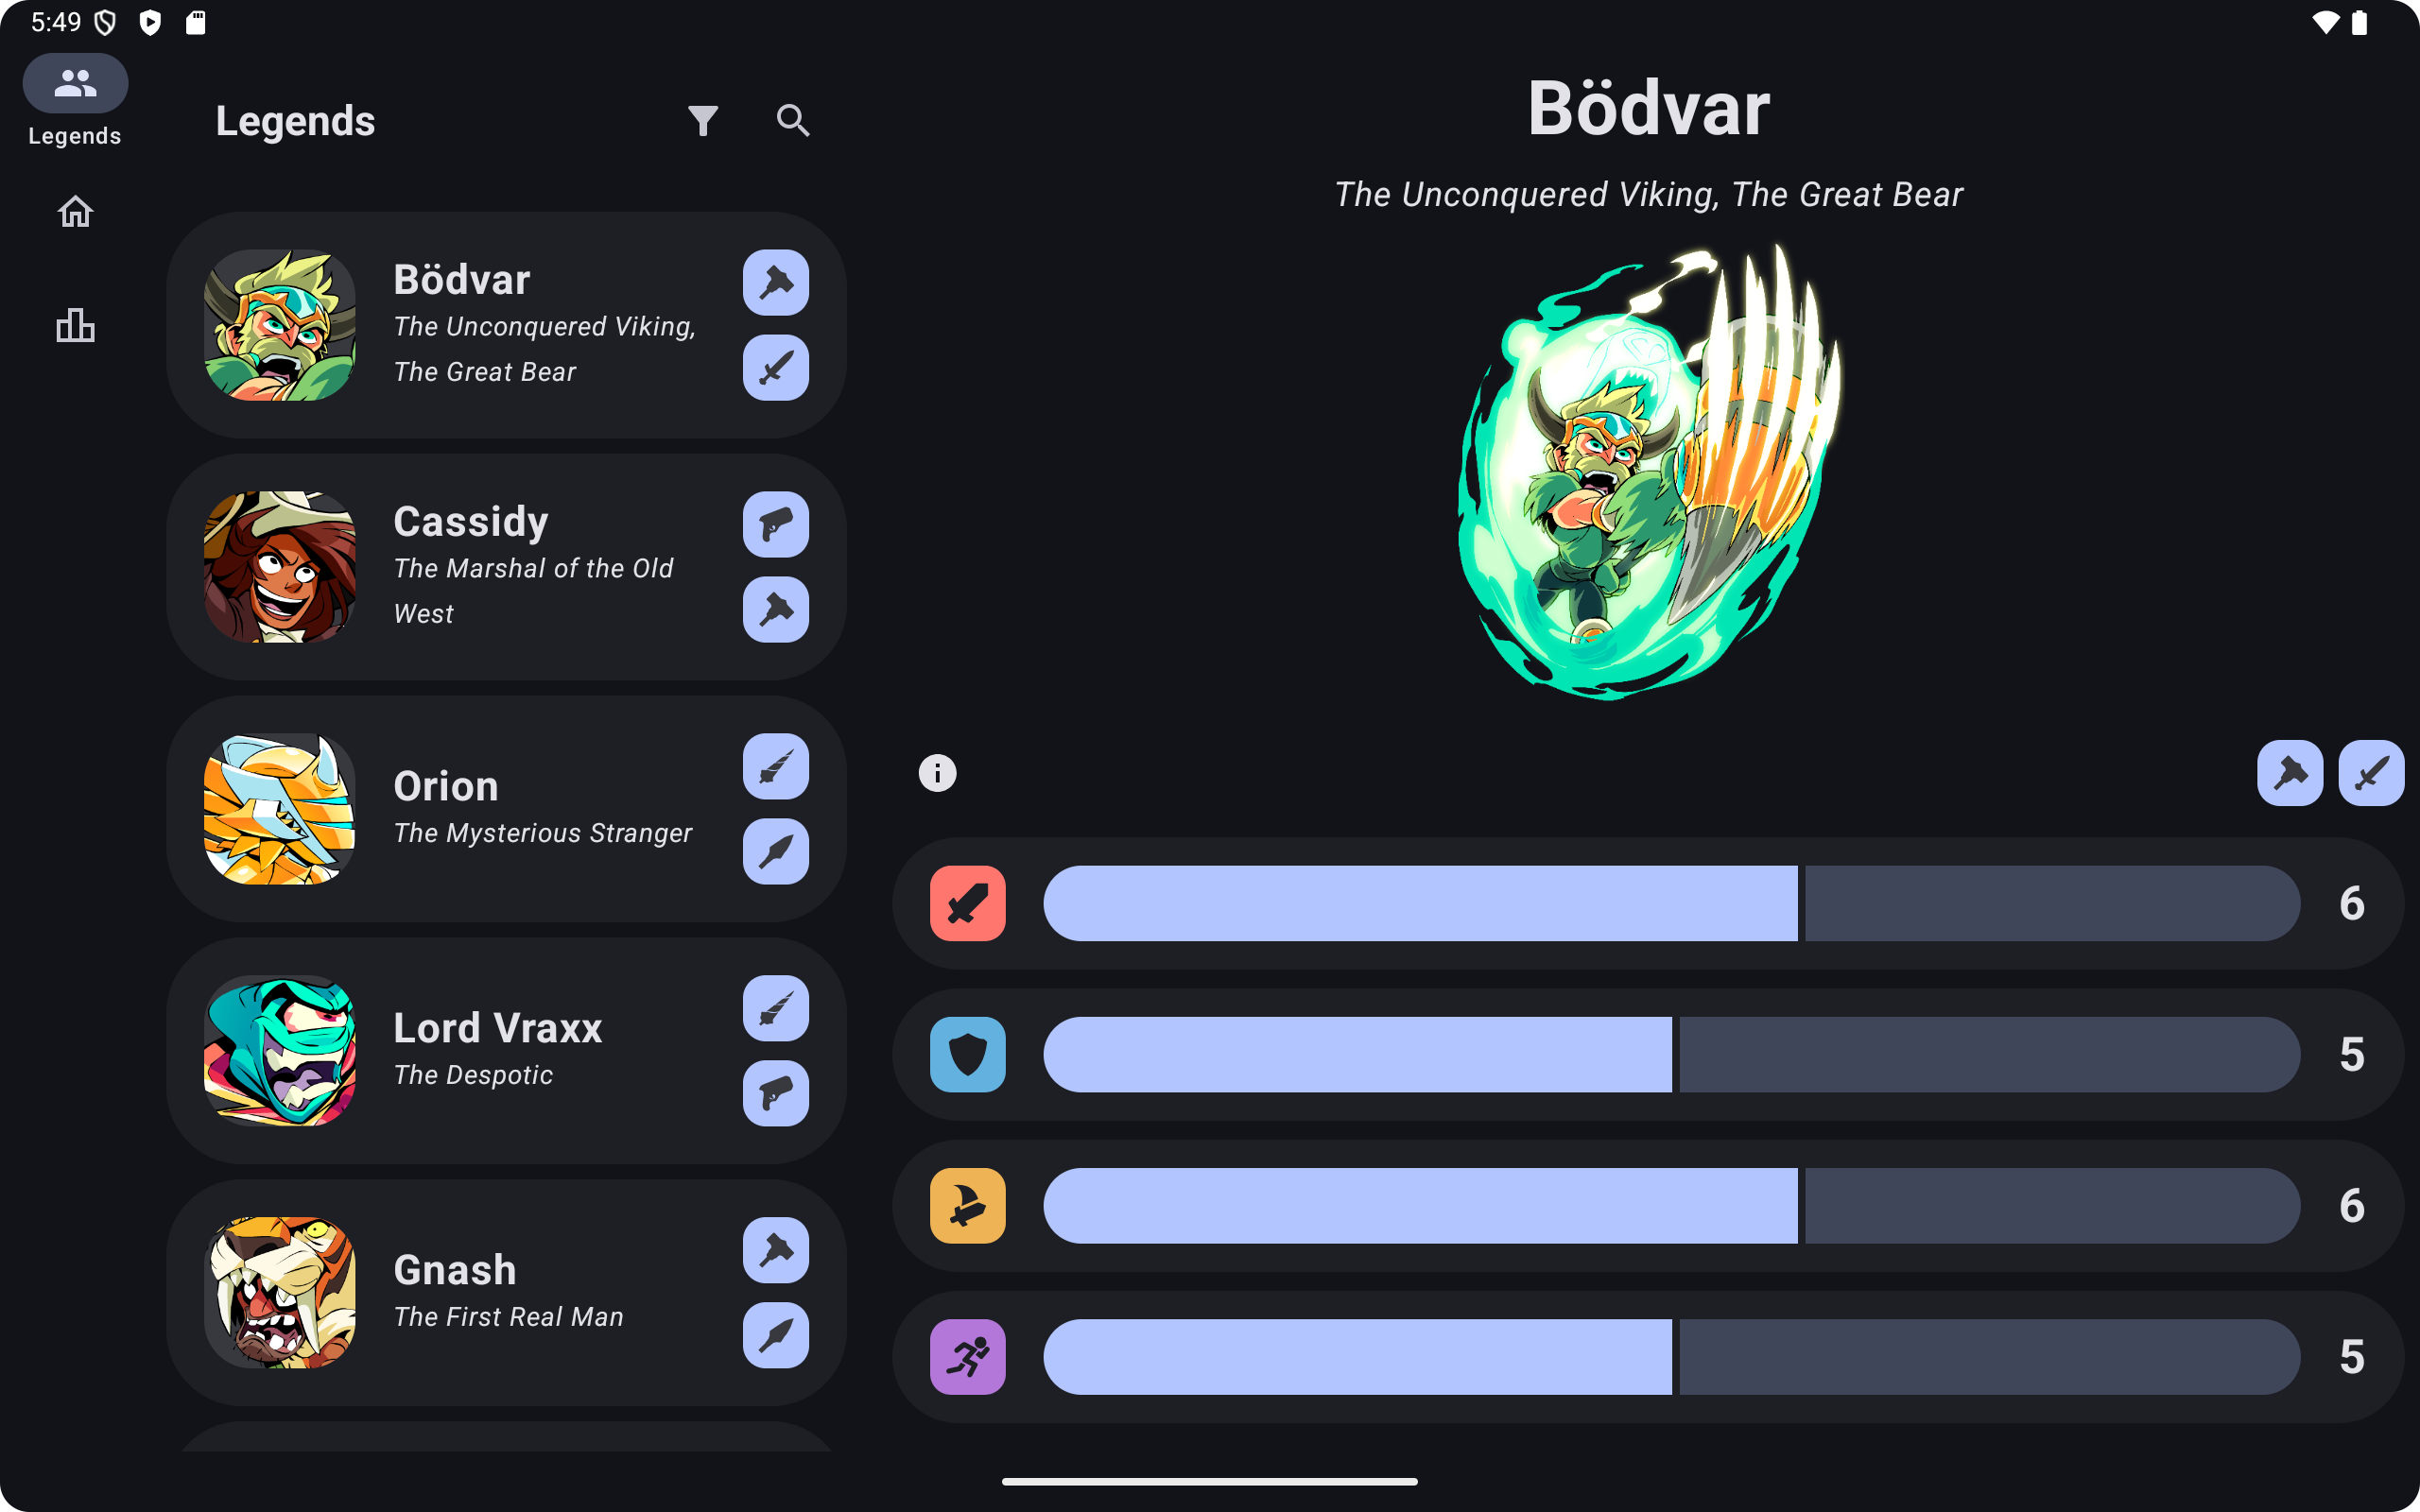 5:49
Legends
Legends
Bödvar
The Unconquered Viking,
The Great Bear
Cassidy
The Marshal of the Old
West
Orion
The Mysterious Stranger
Lord Vraxx
The Despotic
Gnash
The First Real Man
Bödvar
The Unconquered Viking, The Great Bear
6
5
6
5